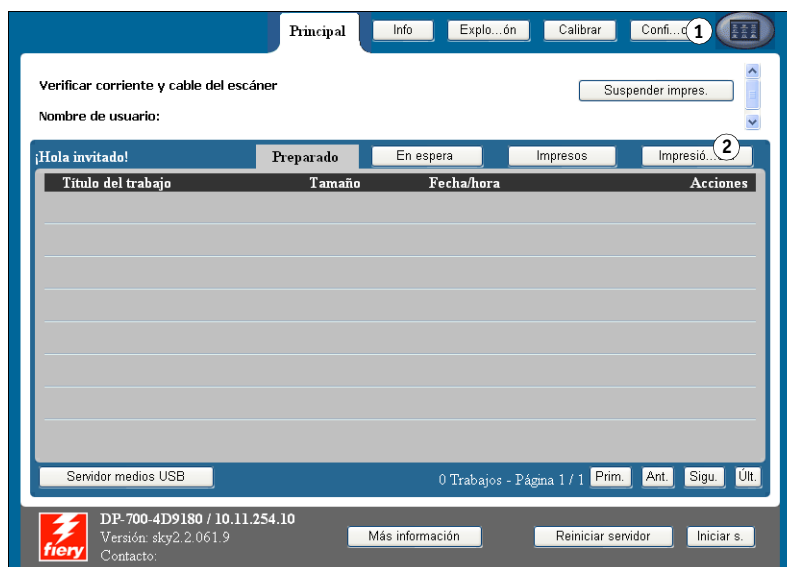 Principal Info Explo...ón Calibrar Confi...c 1
Verificar corriente y cable del escáner
Suspender impres.
Nombre de usuario:
¡Hola invitado! Preparado En espera Impresos Impresió... 2
Título del trabajo Tamaño Fecha/hora Acciones
Servidor medios USB 0 Trabajos - Página 1 / 1 Prim. Ant. Sigu. Últ.
fiery
DP-700-4D9180 / 10.11.254.10
Versión: sky2.2.061.9
Contacto:
Más información Reiniciar servidor Iniciar s.